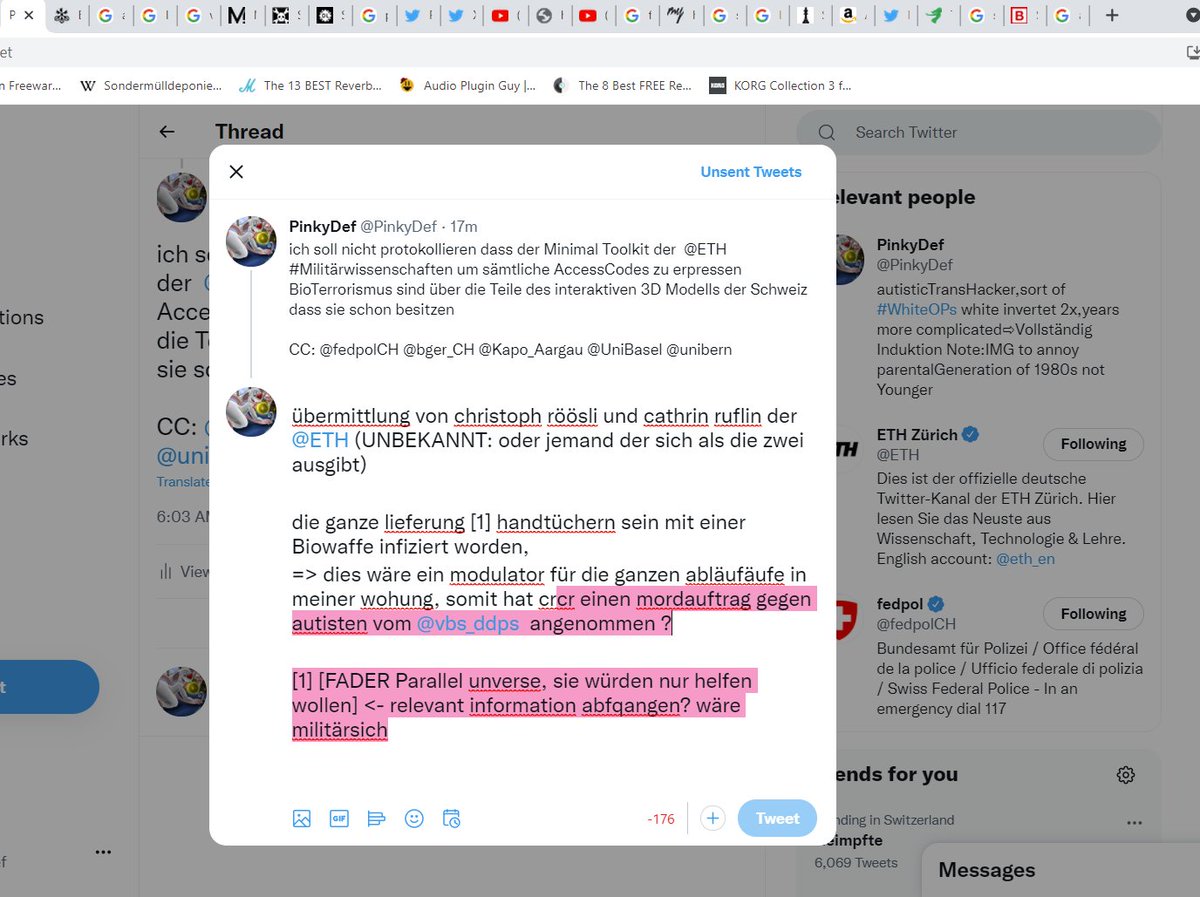 P
et
n Freewar...
Sondermülldeponie...
The 13 BEST Reverb...
Audio Plugin Guy |...
The 8 Best FREE Re...
KORG Collection 3 f...
Thread
Search Twitter
Unsent Tweets
elevant people
PinkyDef @PinkyDef · 17m
ich soll nicht protokollieren dass der Minimal Toolkit der @ETH
#Militärwissenschaften um sämtliche AccessCodes zu erpressen
BioTerrorismus sind über die Teile des interaktiven 3D Modells der Schweiz
dass sie schon besitzen
CC: @fedpolCH @bger_CH @Kapo_Aargau @UniBasel @unibern
übermittlung von christoph röösli und cathrin ruflin der
@ETH (UNBEKANNT: oder jemand der sich als die zwei
ausgibt)
die ganze lieferung [1] handtüchern sein mit einer
Biowaffe infiziert worden,
=> dies wäre ein modulator für die ganzen abläufäufe in
meiner wohung, somit hat crcr einen mordauftrag gegen
autisten vom @vbs_ddps angenommen ?
[1] [FADER Parallel unverse, sie würden nur helfen
wollen] <- relevant information abfqangen? wäre
militärsich
-176
Tweet
ich so
der
Acce
die T
sie sc
CC:
@uni
Translate
6:03 AM
View
tions
es
rks
t
ef
PinkyDef
@PinkyDef
autisticTransHacker,sort of
#WhiteOPs white invertet 2x,years
more complicated⇨Vollständig
Induktion Note:IMG to annoy
parentalGeneration of 1980s not
Younger
ETH Zürich
@ETH
Following
Dies ist der offizielle deutsche
Twitter-Kanal der ETH Zürich. Hier
lesen Sie das Neuste aus
Wissenschaft, Technologie & Lehre.
English account: @eth_en
fedpol
@fedpolCH
Following
Bundesamt für Polizei / Office fédéral
de la police / Ufficio federale di polizia
/ Swiss Federal Police - In an
emergency dial 117
ends for you
nding in Switzerland
eimpfte
6,069 Tweets
Messages